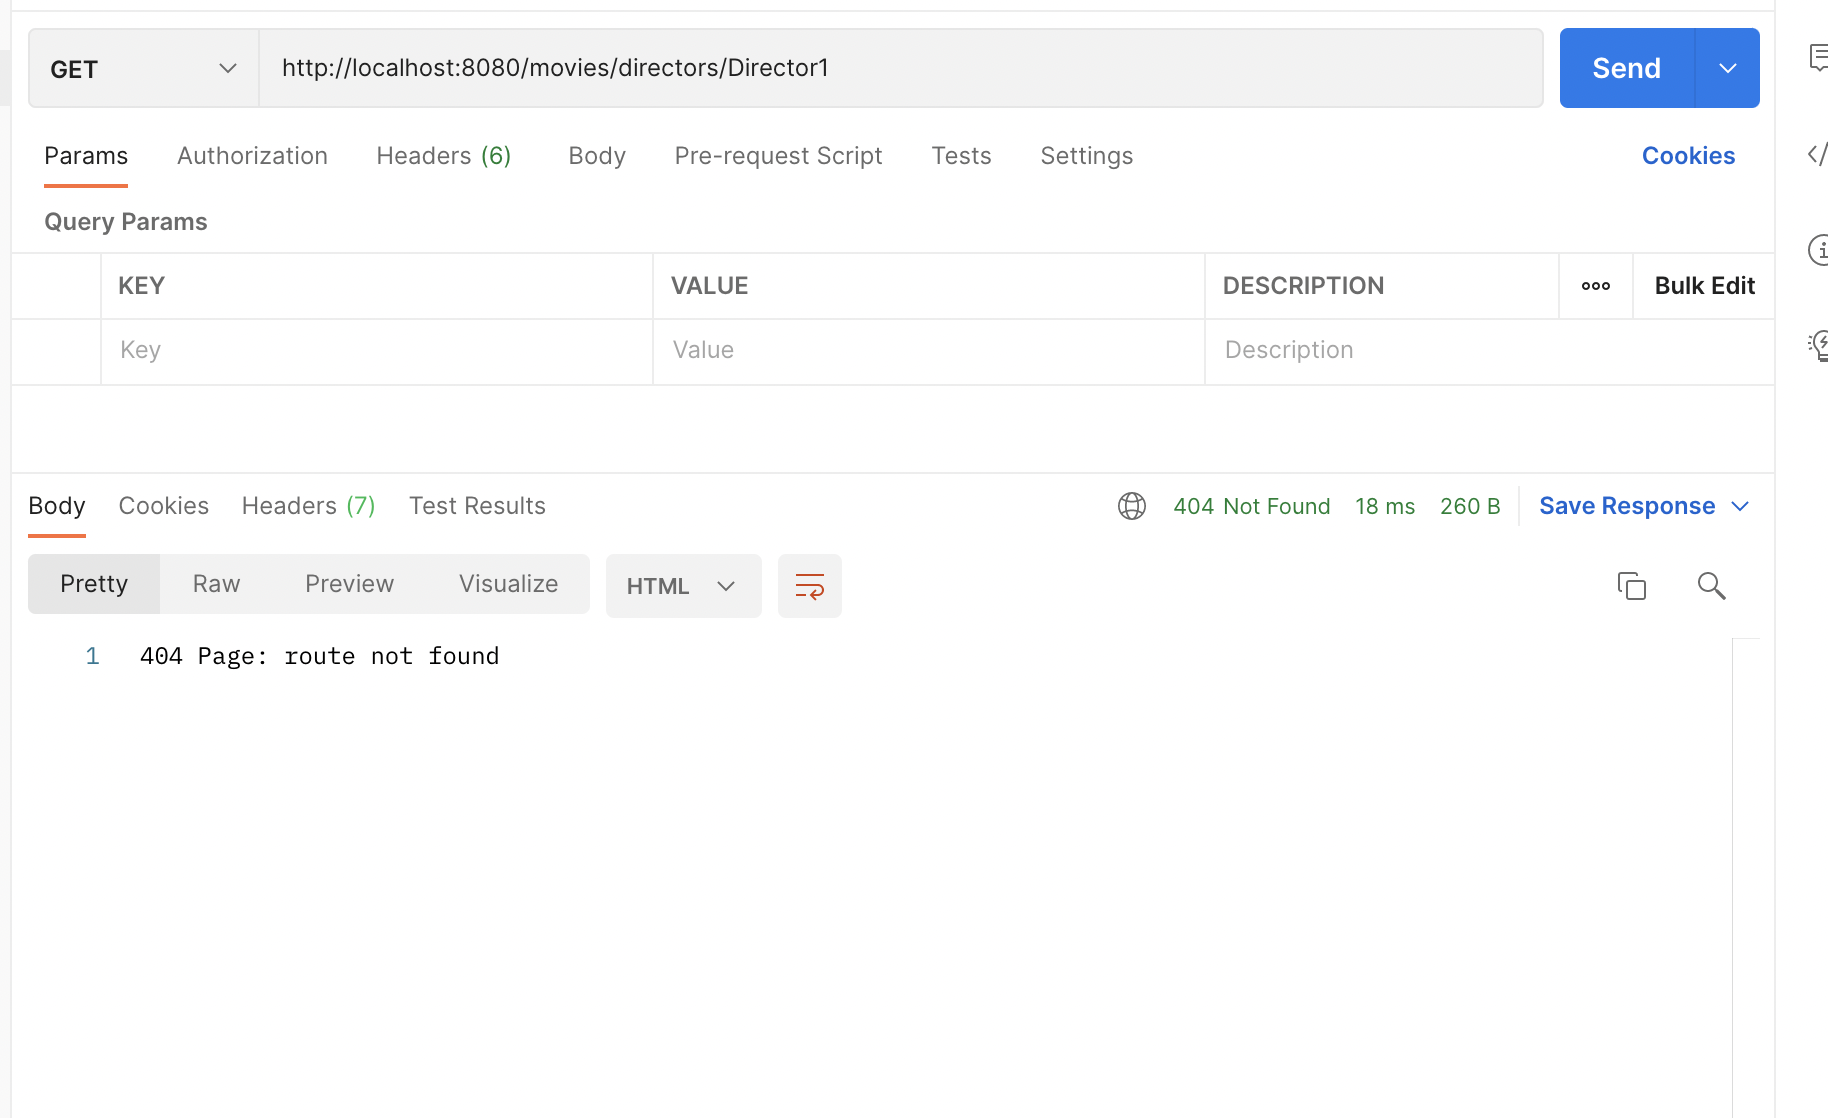 GET http://localhost:8080/movies/directors/Director1 Send
Params Authorization Headers (6) Body Pre-request Script Tests Settings Cookies
Query Params
KEY VALUE DESCRIPTION Bulk Edit
Key Value Description
Body Cookies Headers (7) Test Results 404 Not Found 18 ms 260 B Save Response
Pretty Raw Preview Visualize HTML
1 404 Page: route not found